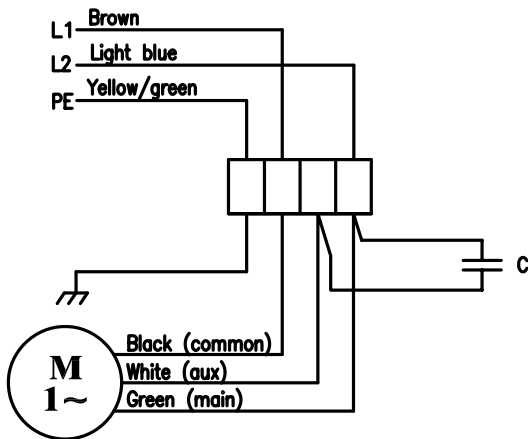 L1 Brown
L2 Light blue
PE Yellow/green
C
Black (common)
White (aux)
Green (main)
M
1~